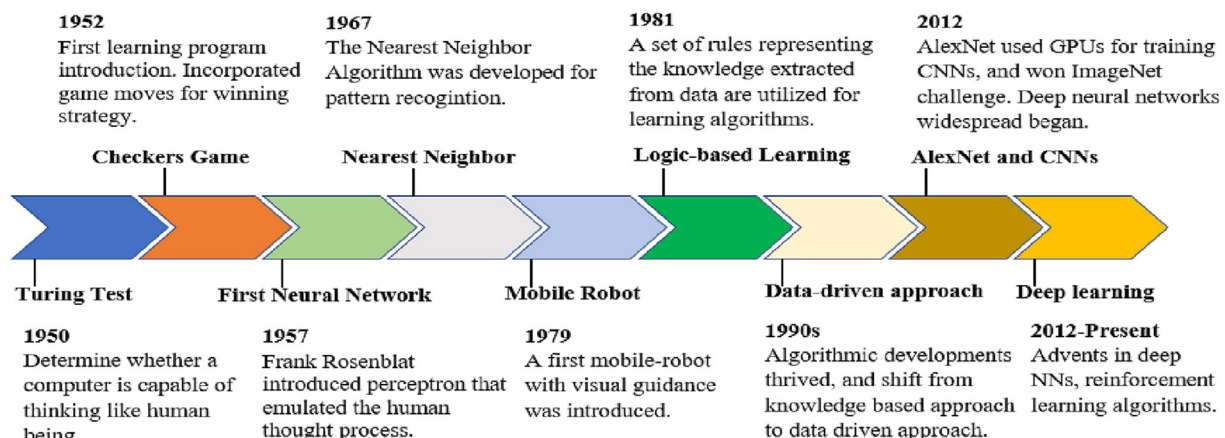 1952
First learning program
introduction. Incorporated
game moves for winning
strategy.
Checkers Game
1967
The Nearest Neighbor
Algorithm was developed for
pattern recogintion.
Nearest Neighbor
1981
A set of rules representing
the knowledge extracted
from data are utilized for
learning algorithms.
Logic-based Learning
2012
AlexNet used GPUs for training
CNNs, and won ImageNet
challenge. Deep neural networks
widespread began.
AlexNet and CNNs
Turing Test
1950
Determine whether a
computer is capable of
thinking like human
being.
First Neural Network
1957
Frank Rosenblat
introduced perceptron that
emulated the human
thought process.
Mobile Robot
1979
A first mobile-robot
with visual guidance
was introduced.
Data-driven approach
1990s
Algorithmic developments
thrived, and shift from
knowledge based approach
to data driven approach.
Deep learning
2012-Present
Advents in deep
NNs, reinforcement
learning algorithms.